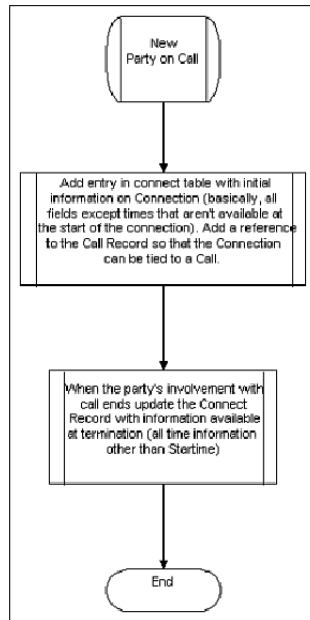 New
Party on Call
Add entry in connect table with initial
information on Connection (basically, all
fields except times that aren't available at
the start of the connection). Add a reference
to the Call Record so that the Connection
can be tied to a Call.
When the party's involvement with
call ends update the Connect
Record with information available
at termination (all time information
other than Startime)
End